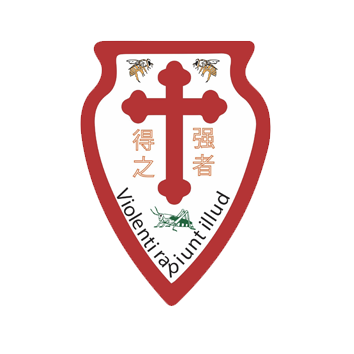 强者
得之
Violenti rapiunt illud